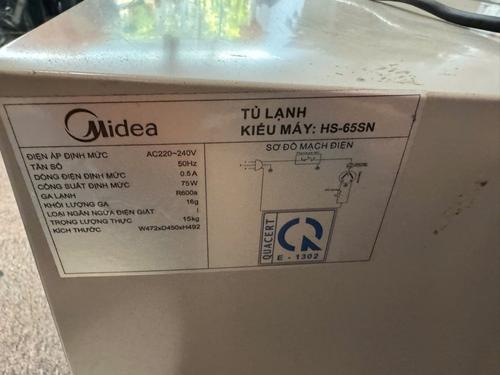 Midea
TỦ LẠNH
KIỂU MÁY: HS-65SN
ĐIỆN ÁP ĐỊNH MỨC AC220~240V
TẦN SỐ 50Hz
DÒNG ĐIỆN ĐỊNH MỨC 0.5A
CÔNG SUẤT ĐỊNH MỨC 75W
GA LẠNH R600a
KHỐI LƯỢNG GA 16g
LOẠI NGĂN NGỪA ĐIỆN GIẬT I
TRỌNG LƯỢNG THỰC 15kg
KÍCH THƯỚC W472xD450xH492
SƠ ĐỒ MẠCH ĐIỆN
QUACERT
E - 1302